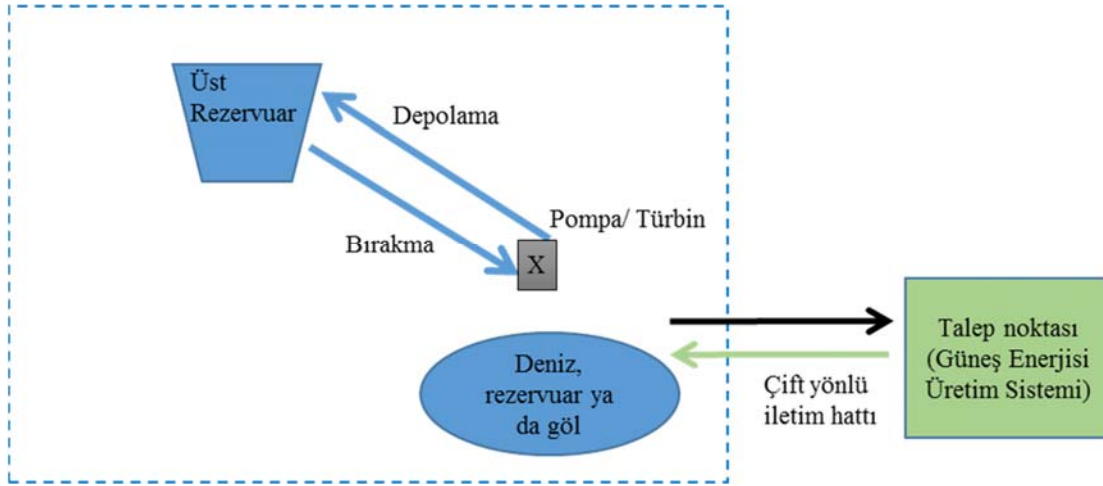 Üst
Rezervuar
Depolama
Pompa/ Türbin
Bırakma
X
Deniz,
rezervuar ya
da göl
Talep noktası
(Güneş Enerjisi
Üretim Sistemi)
Çift yönlü
iletim hattı